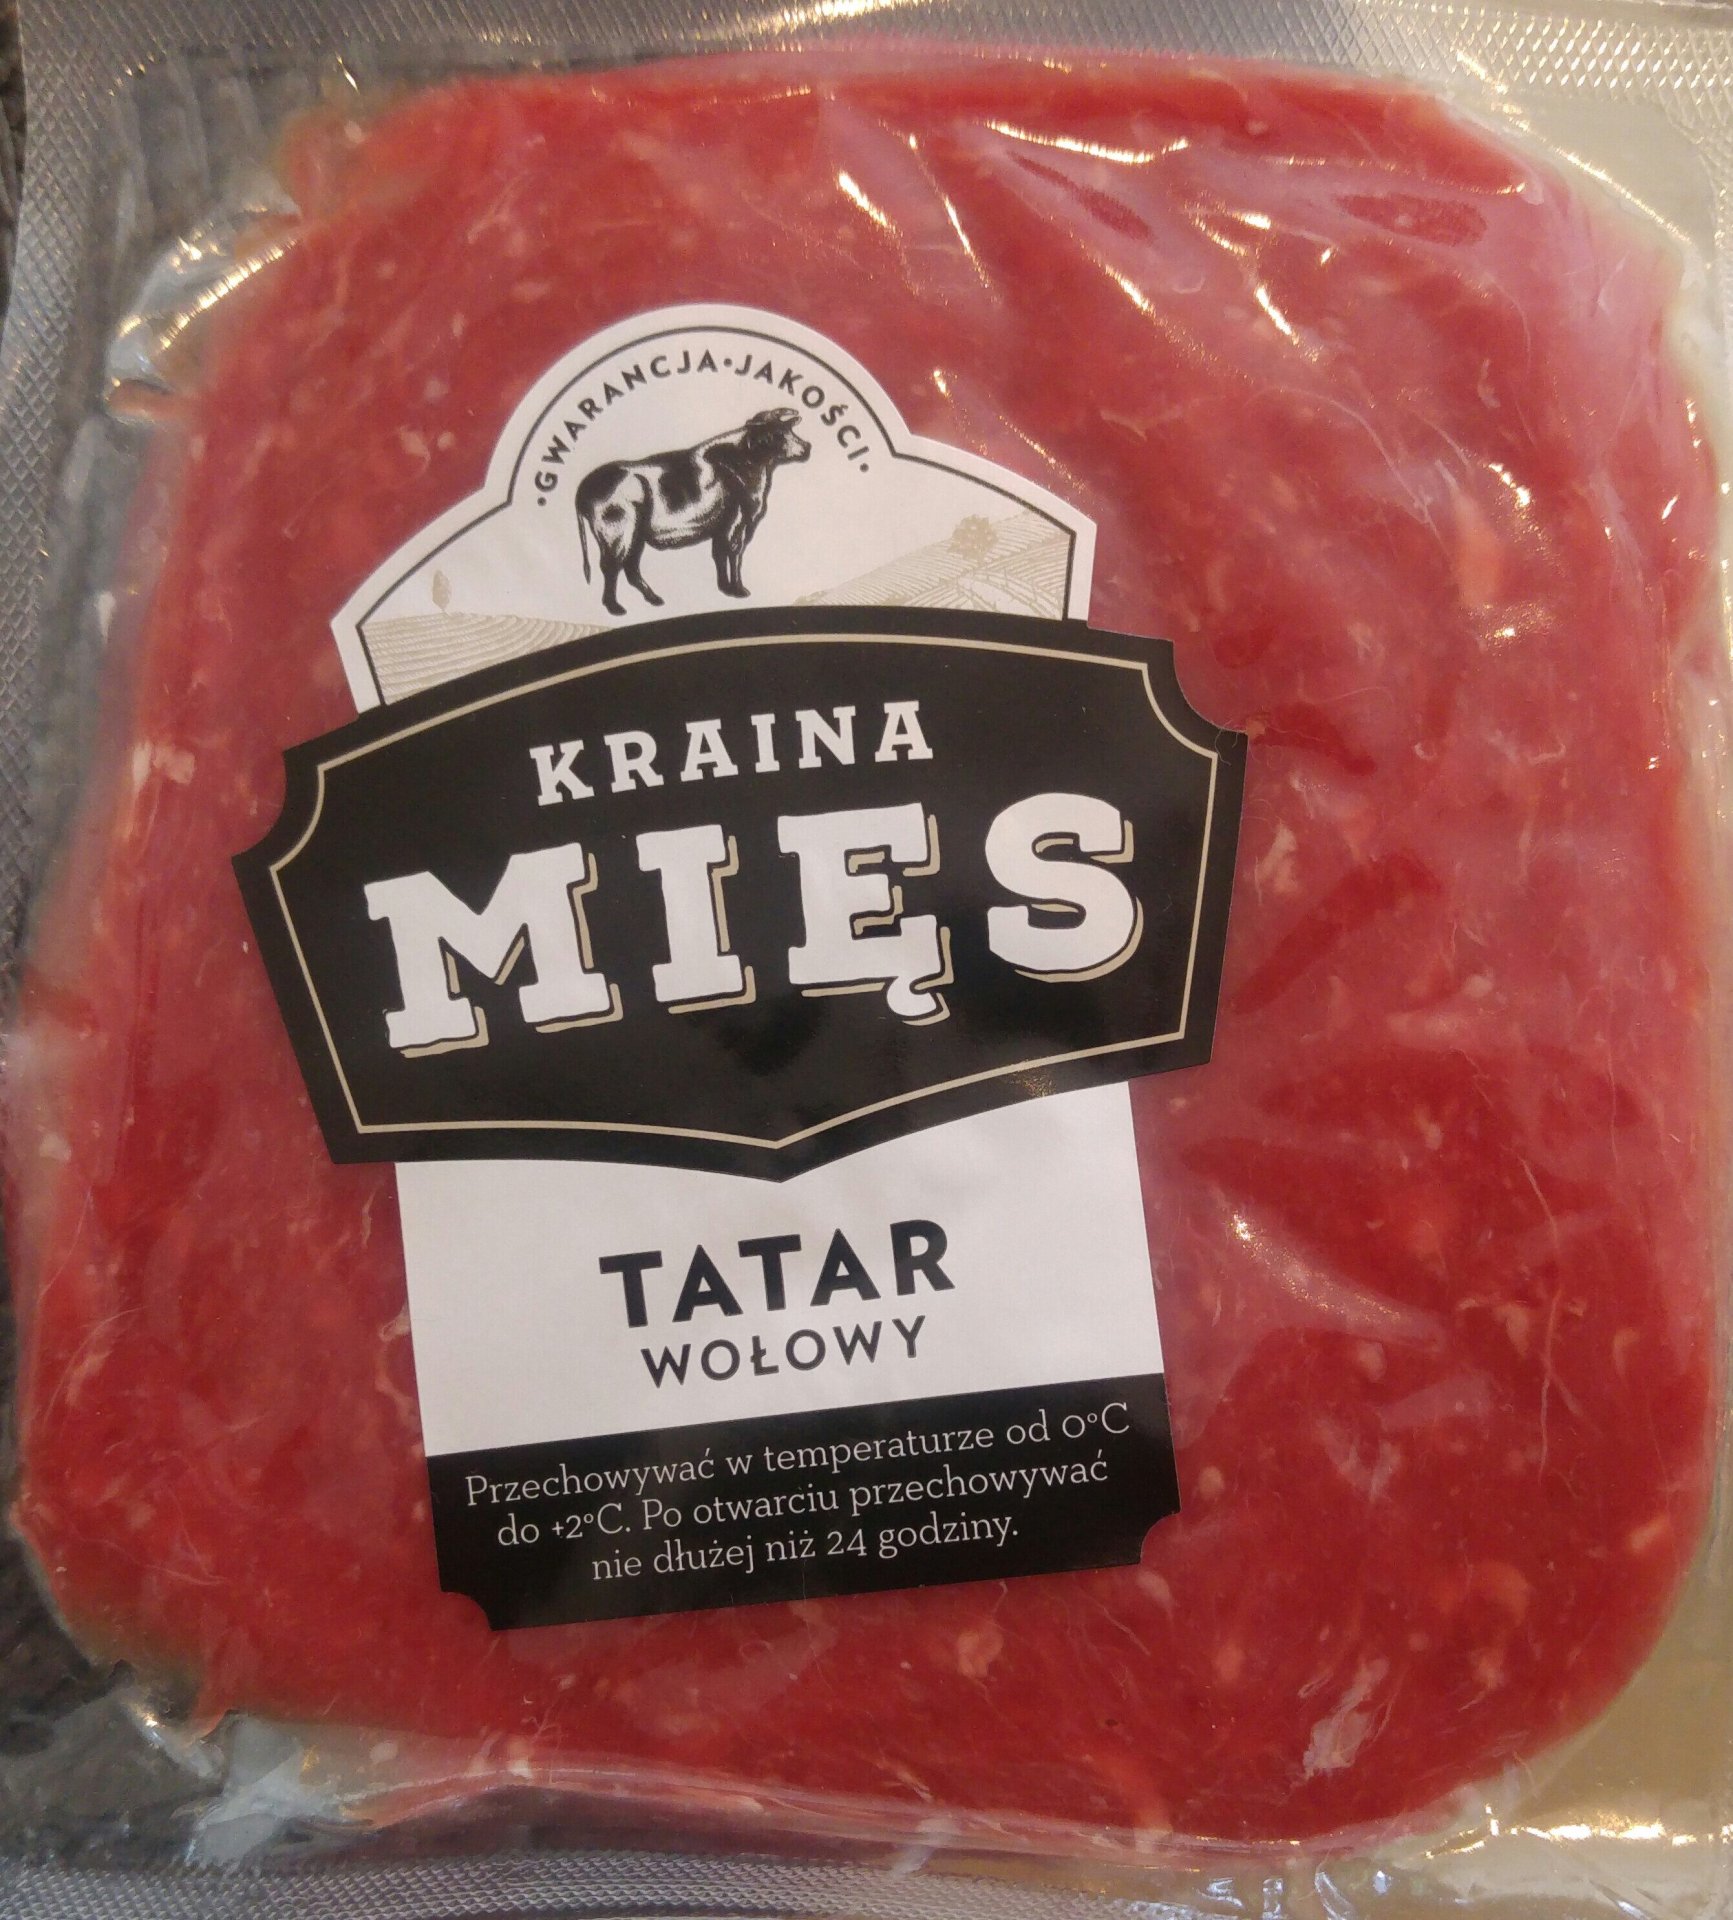 ·GWARANCJA·JAKOŚCI·
KRAINA
MIĘS
TATAR
WOŁOWY
Przechowywać w temperaturze od 0°C
do +2°C. Po otwarciu przechowywać
nie dłużej niż 24 godziny.